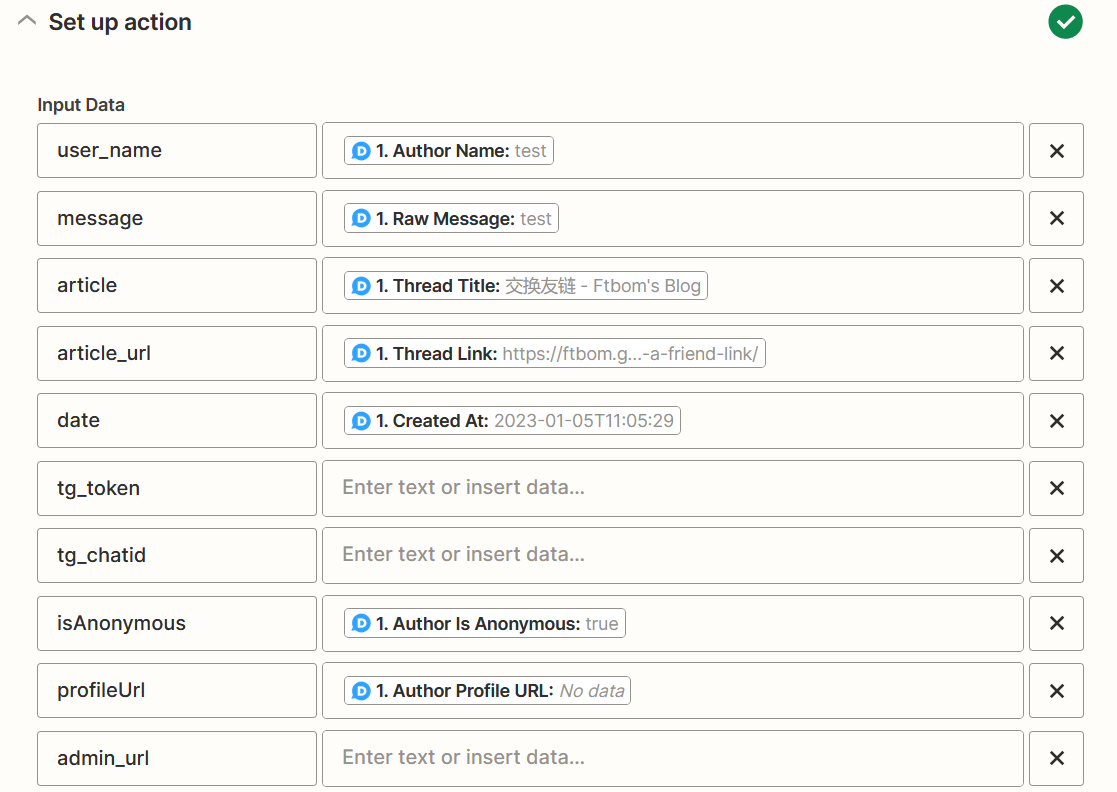 Set up action
Input Data
user_name
1. Author Name: test
message
1. Raw Message: test
article
1. Thread Title: 交换友链 - Ftbom's Blog
article_url
1. Thread Link: https://ftbom.g...-a-friend-link/
date
1. Created At: 2023-01-05T11:05:29
tg_token
Enter text or insert data...
tg_chatid
Enter text or insert data...
isAnonymous
1. Author Is Anonymous: true
profileUrl
1. Author Profile URL: No data
admin_url
Enter text or insert data...